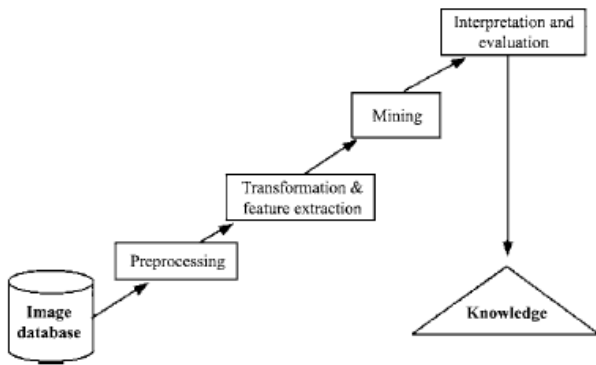 Interpretation and
evaluation
Mining
Transformation &
feature extraction
Preprocessing
Image
database
Knowledge